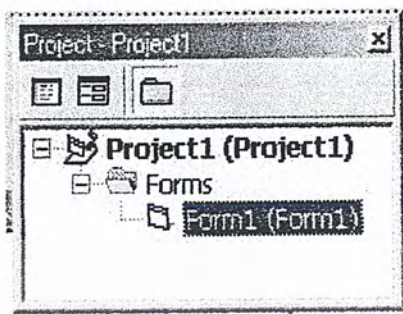 Project - Project1
Project1 (Project1)
Forms
Form1 (Form1)